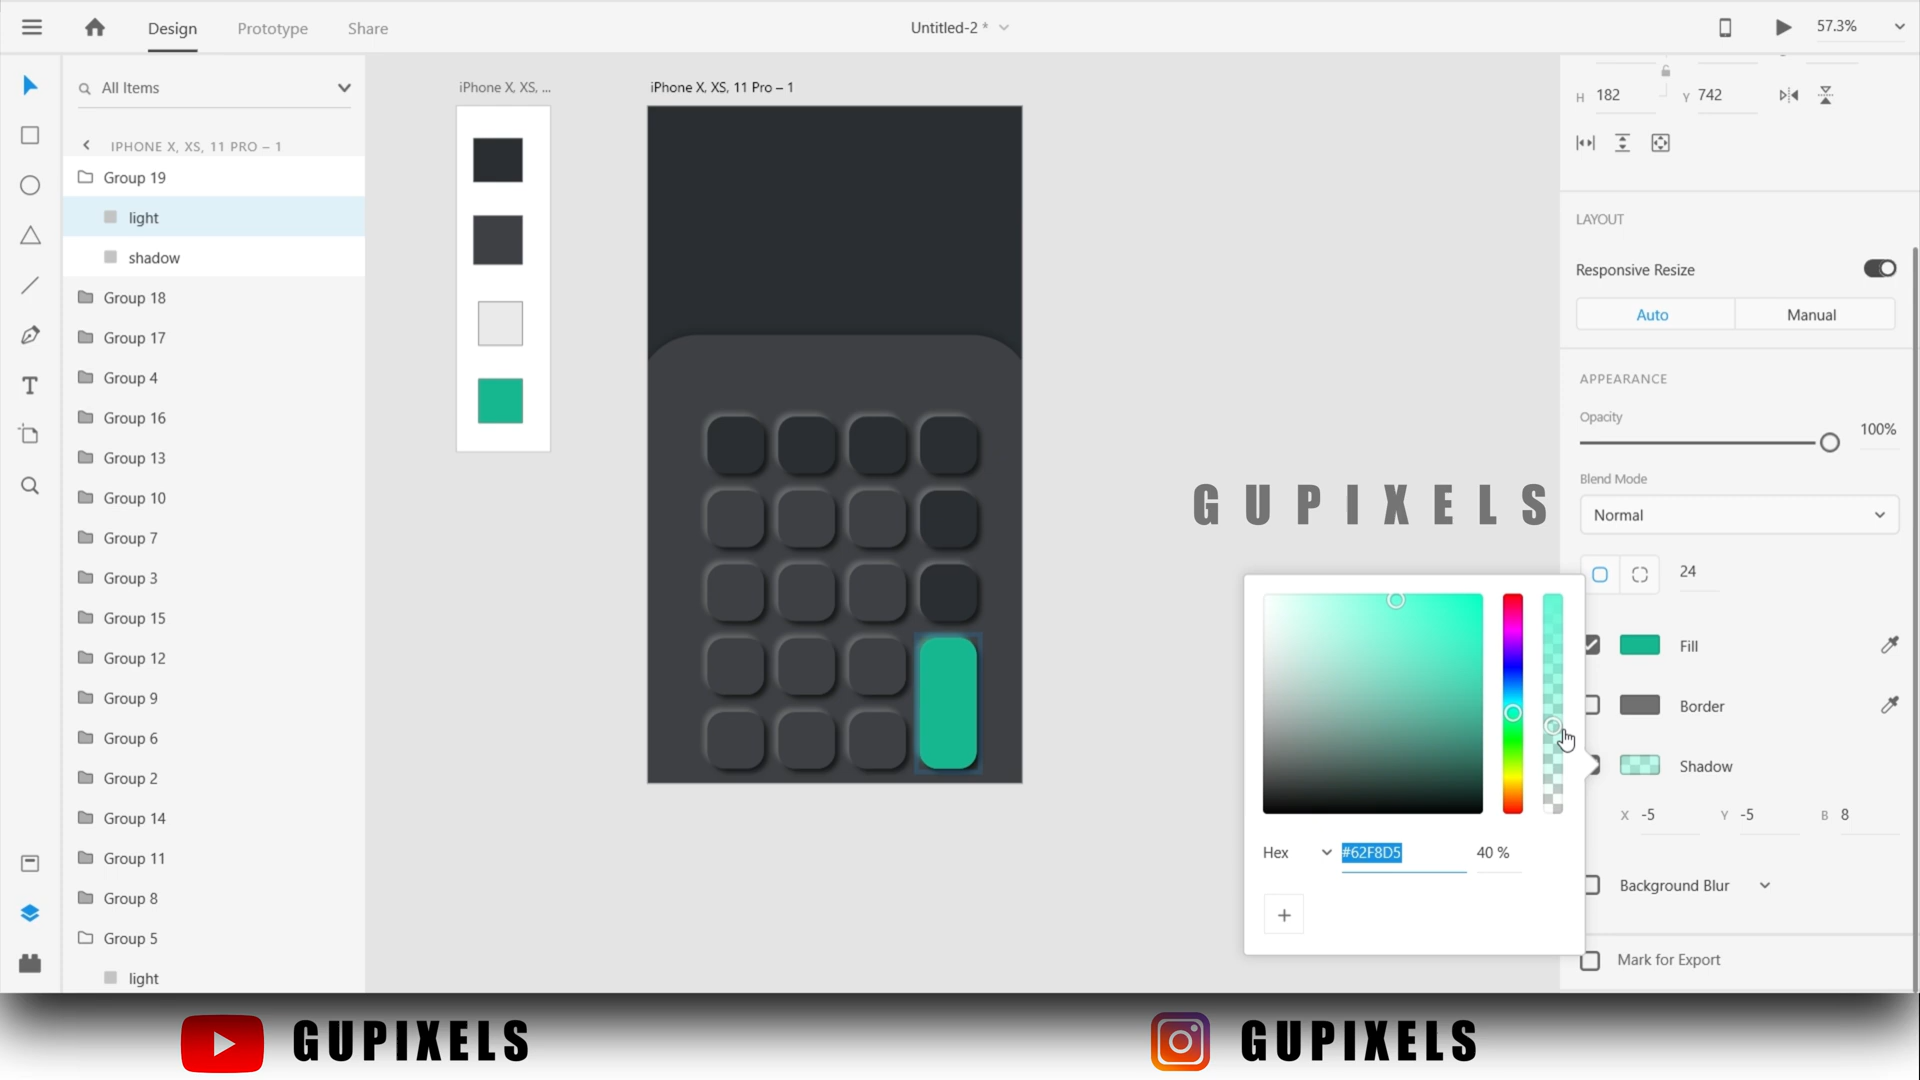 Design
Prototype
Share
Untitled-2 *
57.3%
All Items
iPhone X, XS, ...
iPhone X, XS, 11 Pro – 1
H 182
Y 742
IPHONE X, XS, 11 PRO – 1
Group 19
light
shadow
Group 18
Group 17
Group 4
Group 16
Group 13
Group 10
Group 7
Group 3
Group 15
Group 12
Group 9
Group 6
Group 2
Group 14
Group 11
Group 8
Group 5
light
LAYOUT
Responsive Resize
Auto
Manual
APPEARANCE
Opacity
100%
Blend Mode
Normal
GUPIXELS
24
Fill
Border
Shadow
X -5
Y -5
B 8
Hex
#62F8D5
40 %
Background Blur
Mark for Export
GUPIXELS
GUPIXELS